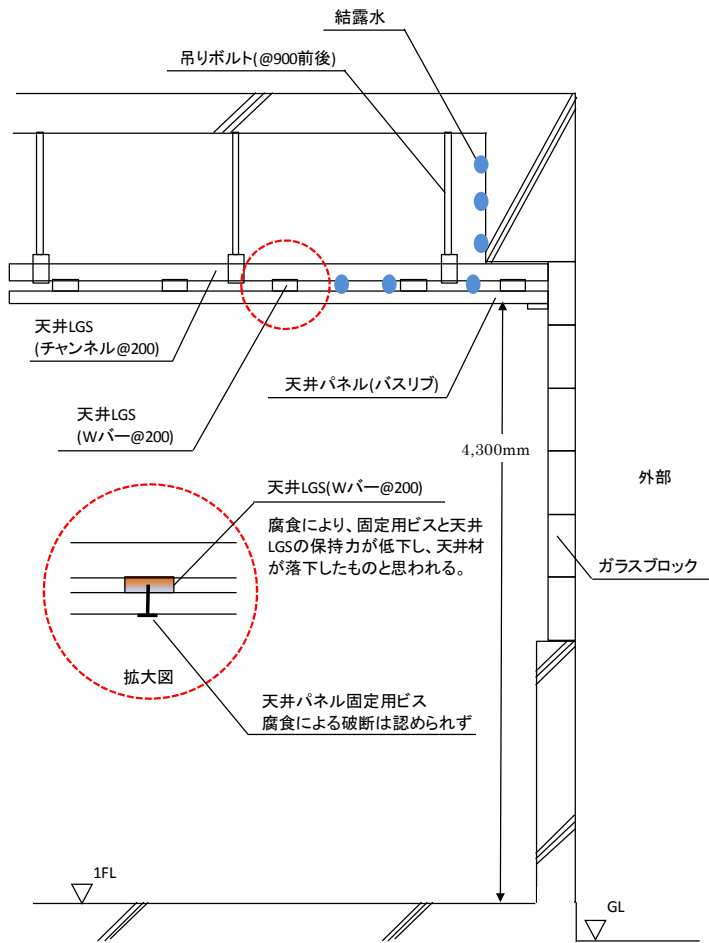 結露水
吊りボルト(@900前後)
天井LGS
(チャンネル@200)
天井パネル(バスリブ)
天井LGS
(Wバー@200)
4,300mm
外部
天井LGS(Wバー@200)
腐食により、固定用ビスと天井
LGSの保持力が低下し、天井材
が落下したものと思われる。
ガラスブロック
拡大図
天井パネル固定用ビス
腐食による破断は認められず
1FL
GL